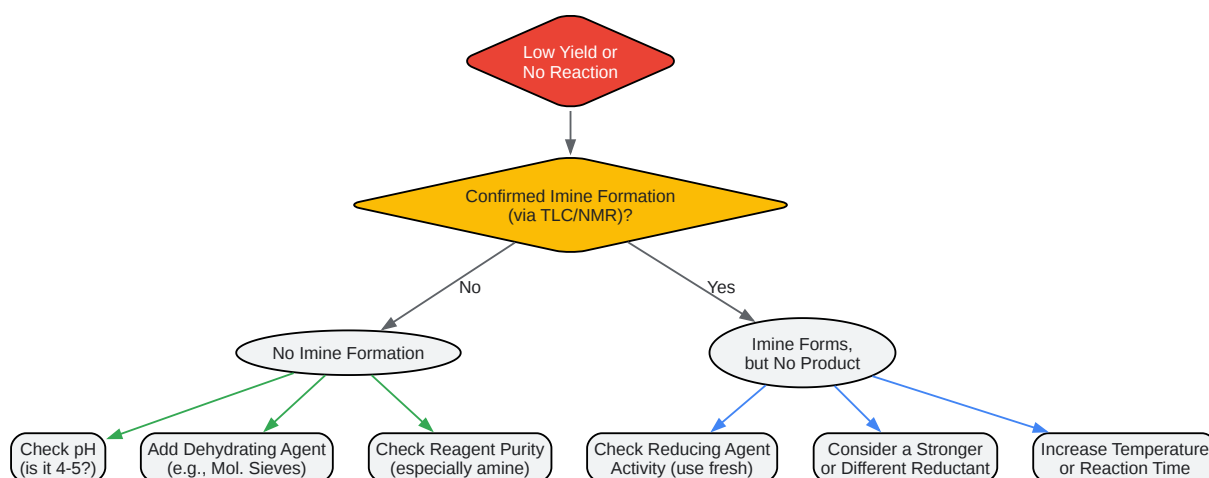 Low Yield or
No Reaction
Confirmed Imine Formation
(via TLC/NMR)?
No
Yes
No Imine Formation
Imine Forms,
but No Product
Check pH
(is it 4-5?)
Add Dehydrating Agent
(e.g., Mol. Sieves)
Check Reagent Purity
(especially amine)
Check Reducing Agent
Activity (use fresh)
Consider a Stronger
or Different Reductant
Increase Temperature
or Reaction Time